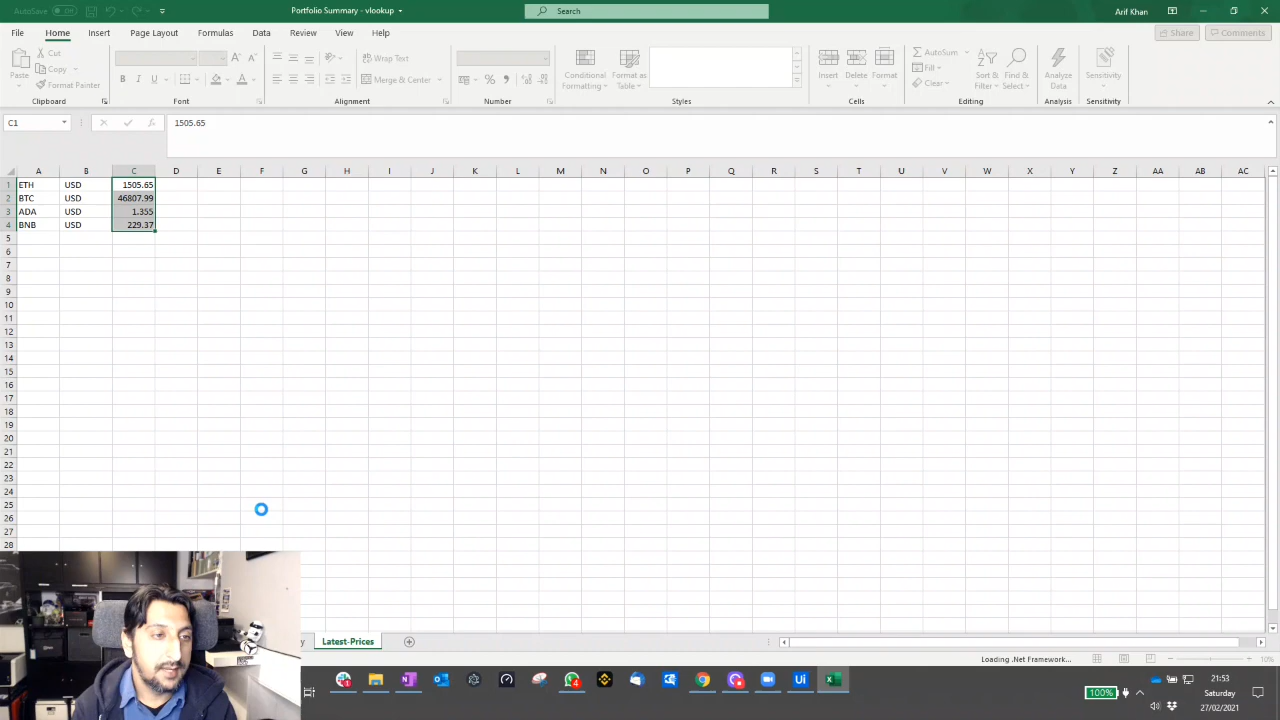 AutoSave Off Portfolio Summary - vlookup Search Arif Khan
File Home Insert Page Layout Formulas Data Review View Help Share Comments
Paste Cut Copy Format Painter
B I U A A A
Wrap Text
Merge & Center
Conditional Formatting Format as Table
Insert Delete Format
AutoSum Fill Clear
Sort & Filter Find & Select
Analyze Data Sensitivity
Clipboard Font Alignment Number Styles Cells Editing Analysis Sensitivity
C1 fx 1505.65
A B C D E F G H I J K L M N O P Q R S T U V W X Y Z AA AB AC
1 ETH USD 1505.65
2 BTC USD 46807.99
3 ADA USD 1.355
4 BNB USD 229.37
5
6
7
8
9
10
11
12
13
14
15
16
17
18
19
20
21
22
23
24
25
26
27
28
y Latest-Prices
Loading .Net Framework... 10%
1 4 Ui 100% 21:53
Saturday
27/02/2021